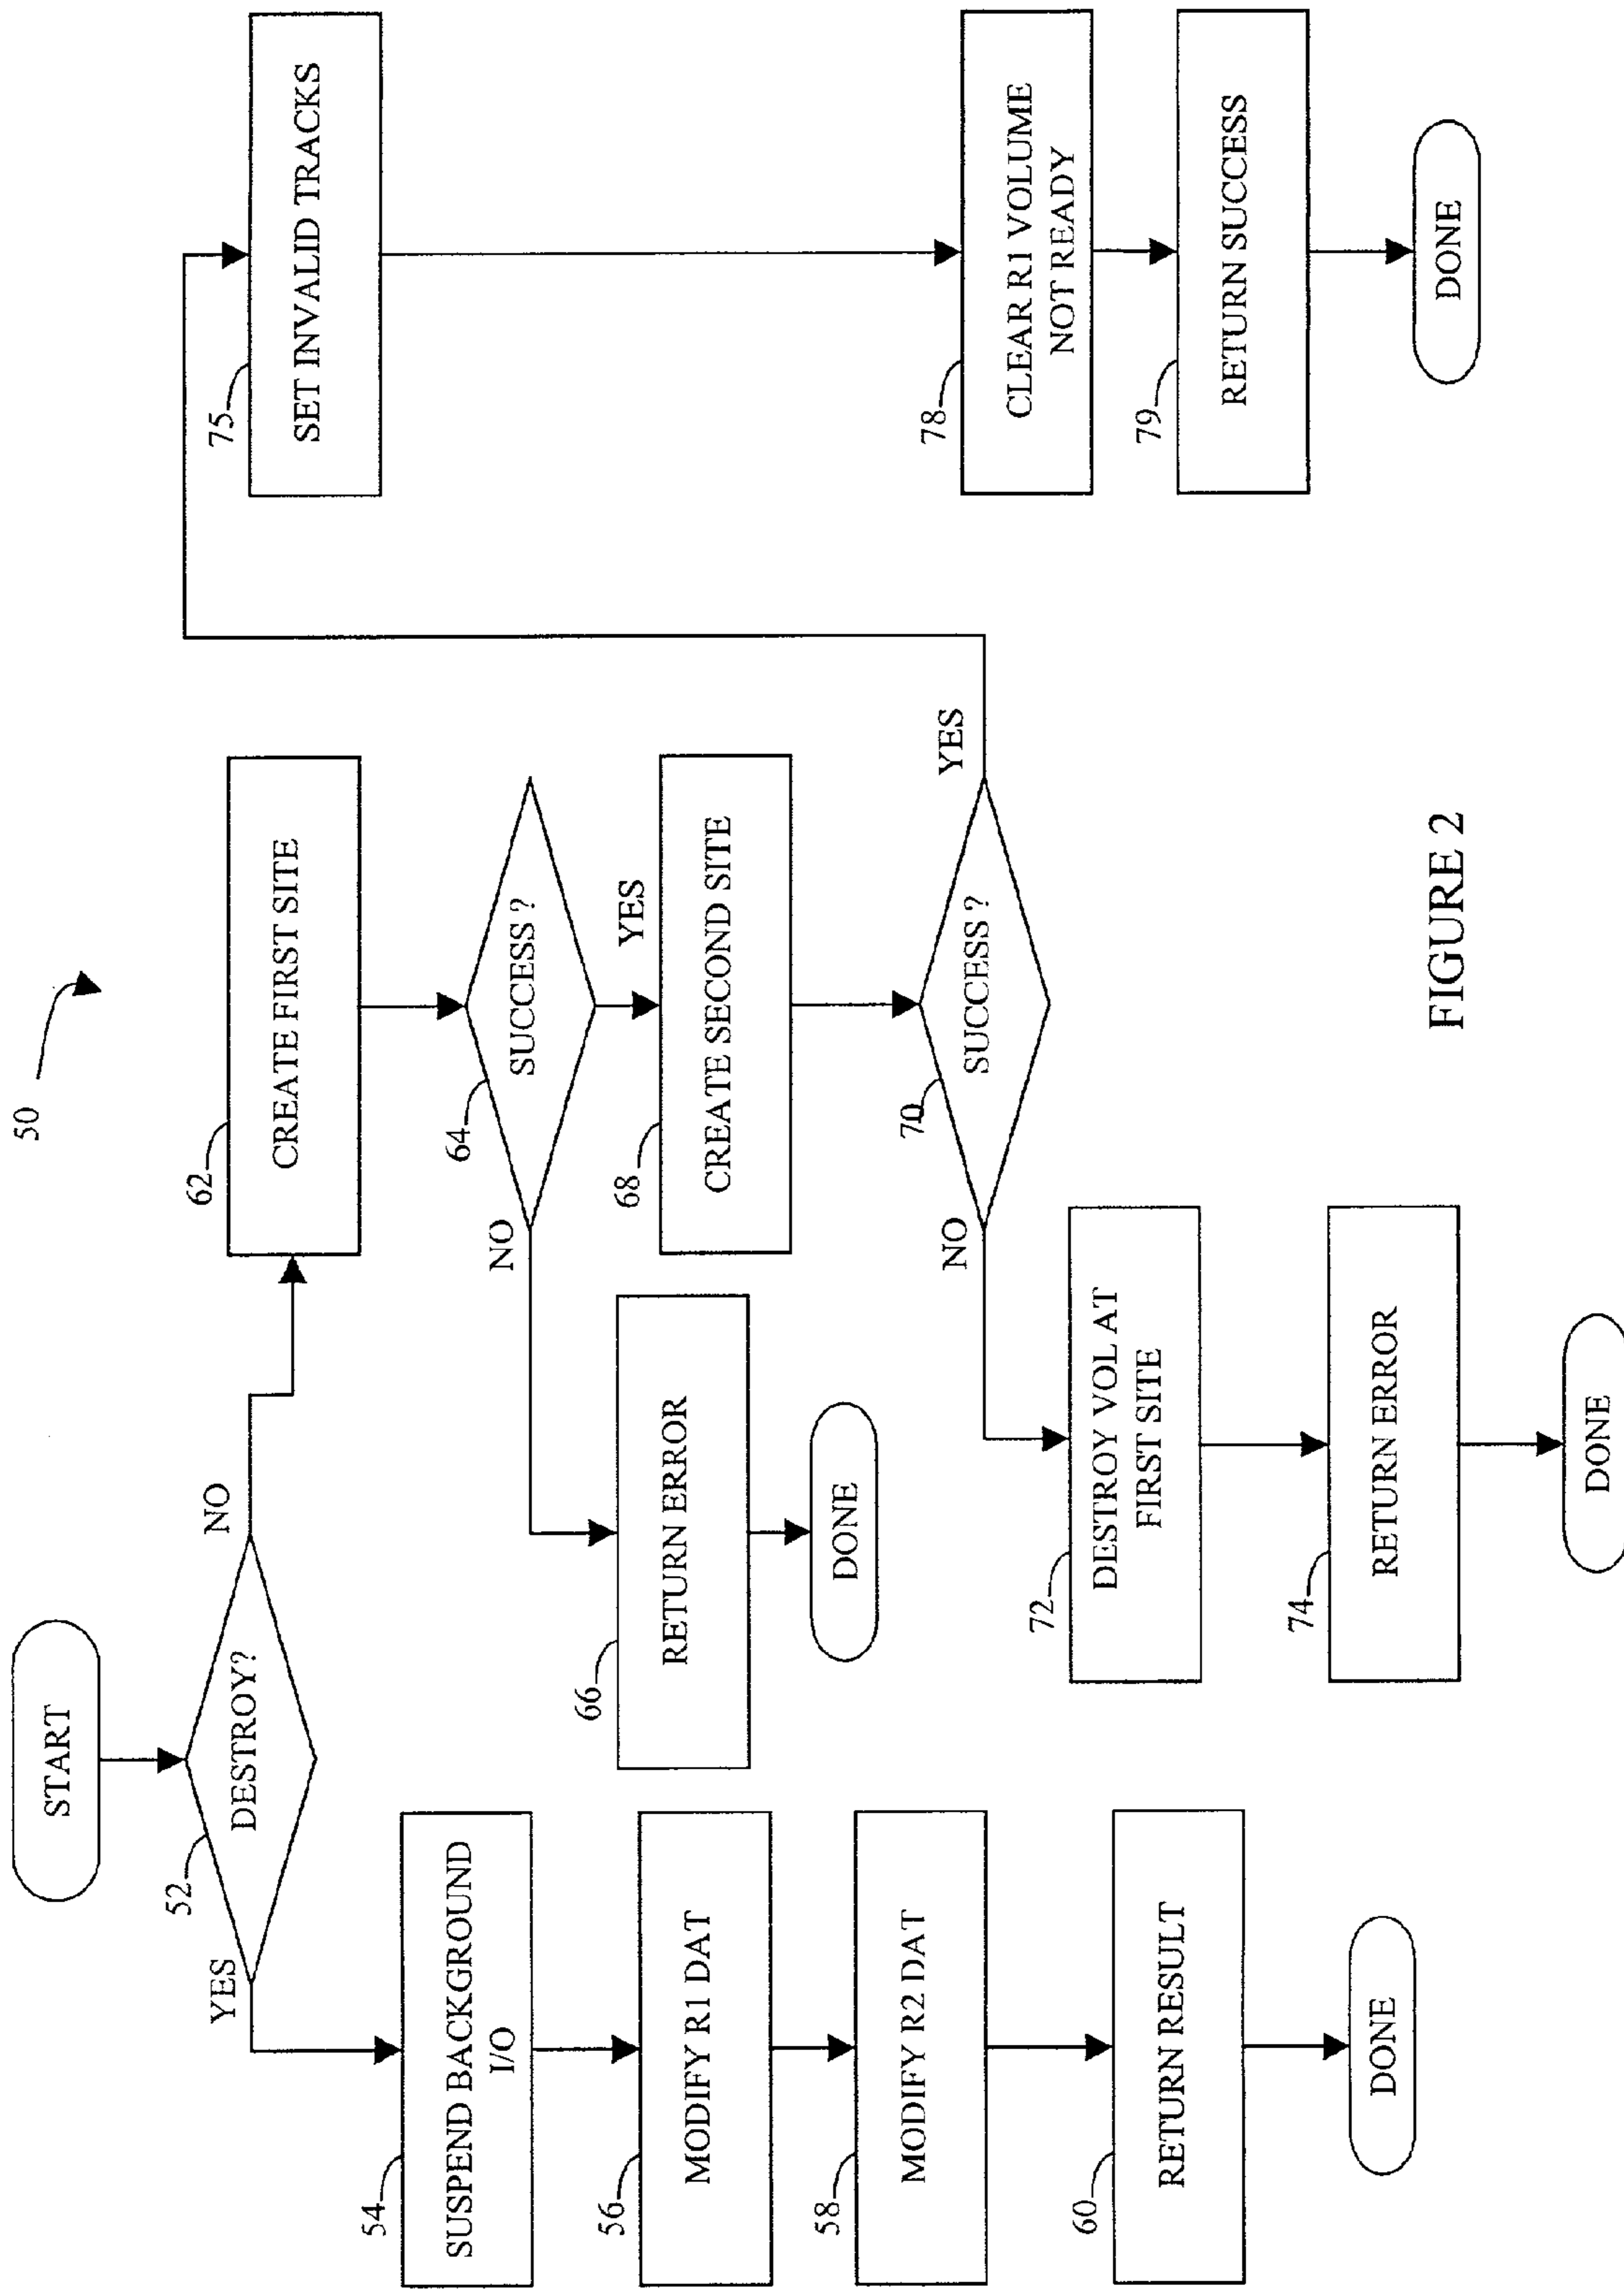 50
START
52
DESTROY?
YES
NO
54
SUSPEND BACKGROUND
I/O
56
MODIFY R1 DAT
58
MODIFY R2 DAT
60
RETURN RESULT
DONE
62
CREATE FIRST SITE
64
SUCCESS ?
NO
YES
66
RETURN ERROR
DONE
68
CREATE SECOND SITE
70
SUCCESS ?
NO
YES
72
DESTROY VOL AT
FIRST SITE
74
RETURN ERROR
DONE
75
SET INVALID TRACKS
78
CLEAR R1 VOLUME
NOT READY
79
RETURN SUCCESS
DONE
FIGURE 2